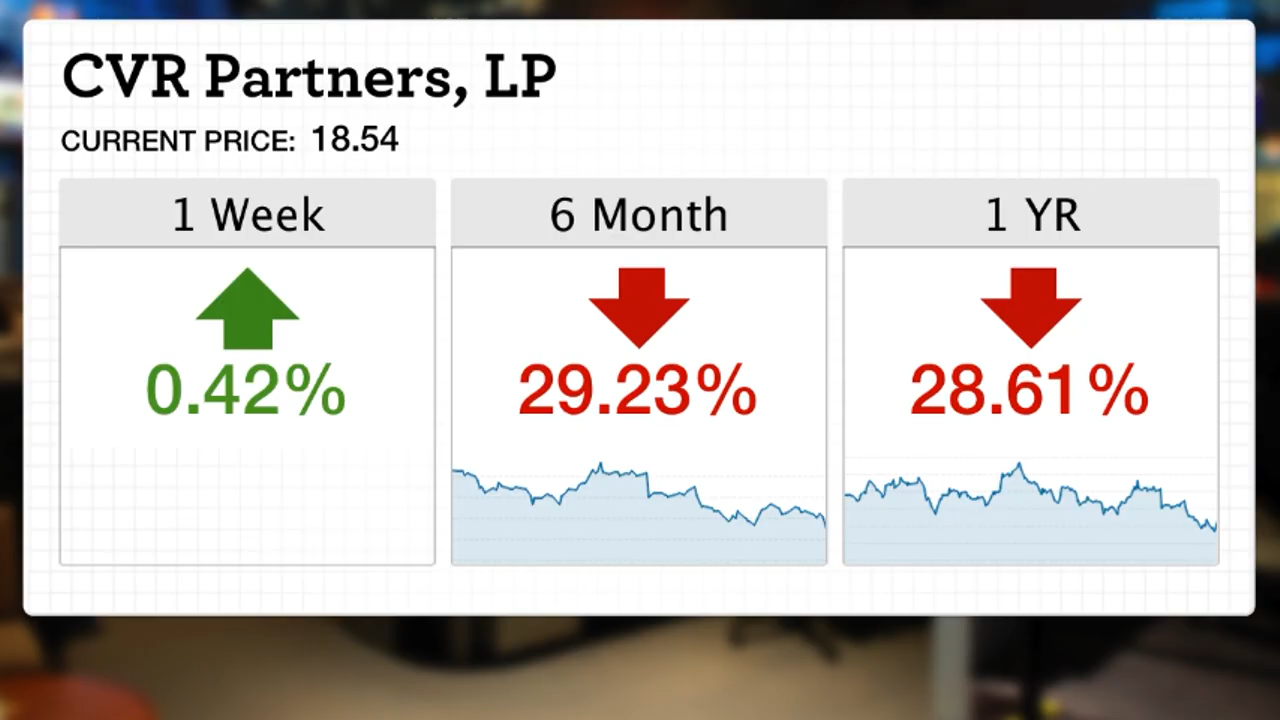 CVR Partners, LP
CURRENT PRICE: 18.54
1 Week
6 Month
1 YR
0.42%
29.23%
28.61%